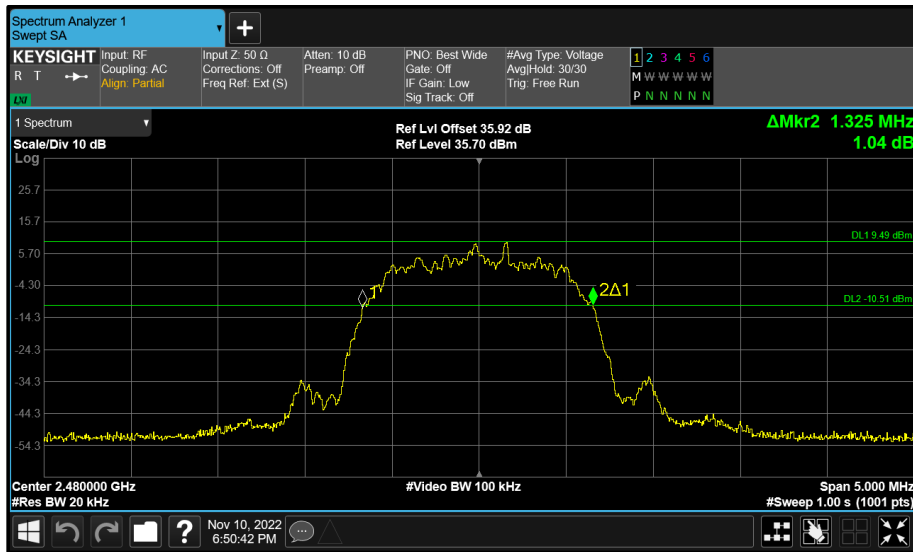 Spectrum Analyzer 1
Swept SA
KEYSIGHT
R T
LXI
Input: RF
Coupling: AC
Align: Partial
Input Z: 50 Ω
Corrections: Off
Freq Ref: Ext (S)
Atten: 10 dB
Preamp: Off
PNO: Best Wide
Gate: Off
IF Gain: Low
Sig Track: Off
#Avg Type: Voltage
Avg|Hold: 30/30
Trig: Free Run
1 2 3 4 5 6
M W W W W W
P N N N N N
1 Spectrum
Scale/Div 10 dB
Ref Lvl Offset 35.92 dB
Ref Level 35.70 dBm
ΔMkr2 1.325 MHz
1.04 dB
Log
25.7
15.7
5.70
-4.30
-14.3
-24.3
-34.3
-44.3
-54.3
DL1 9.49 dBm
1
2Δ1
DL2 -10.51 dBm
Center 2.480000 GHz
#Res BW 20 kHz
#Video BW 100 kHz
Span 5.000 MHz
#Sweep 1.00 s (1001 pts)
Nov 10, 2022
6:50:42 PM